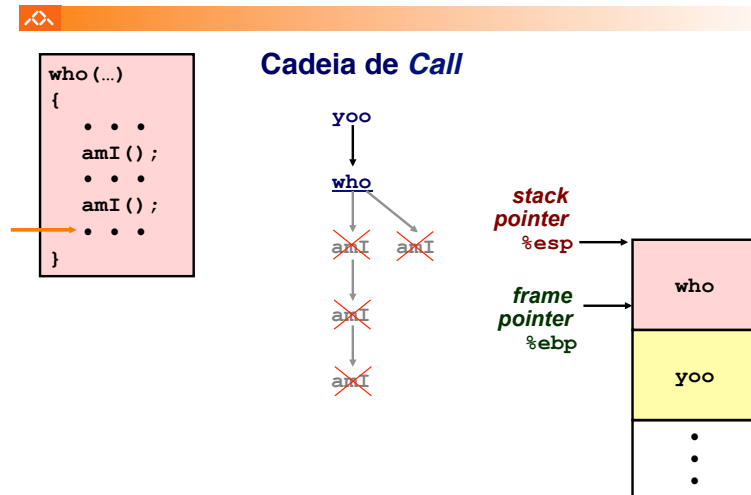 Cadeia de Call
who(…)
{
• • •
amI();
• • •
amI();
• • •
}
yoo
who
amI amI
amI
amI
stack
pointer
%esp
frame
pointer
%ebp
who
yoo
•
•
•